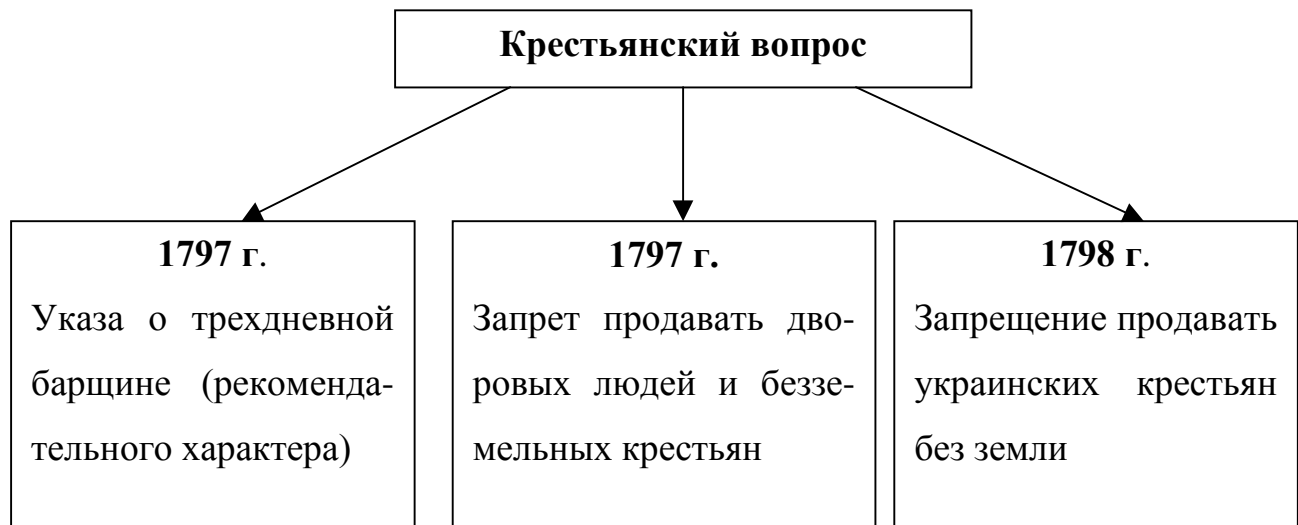 Крестьянский вопрос
1797 г.
Указа о трехдневной
барщине (рекоменда-
тельного характера)
1797 г.
Запрет продавать дво-
ровых людей и беззе-
мельных крестьян
1798 г.
Запрещение продавать
украинских крестьян
без земли